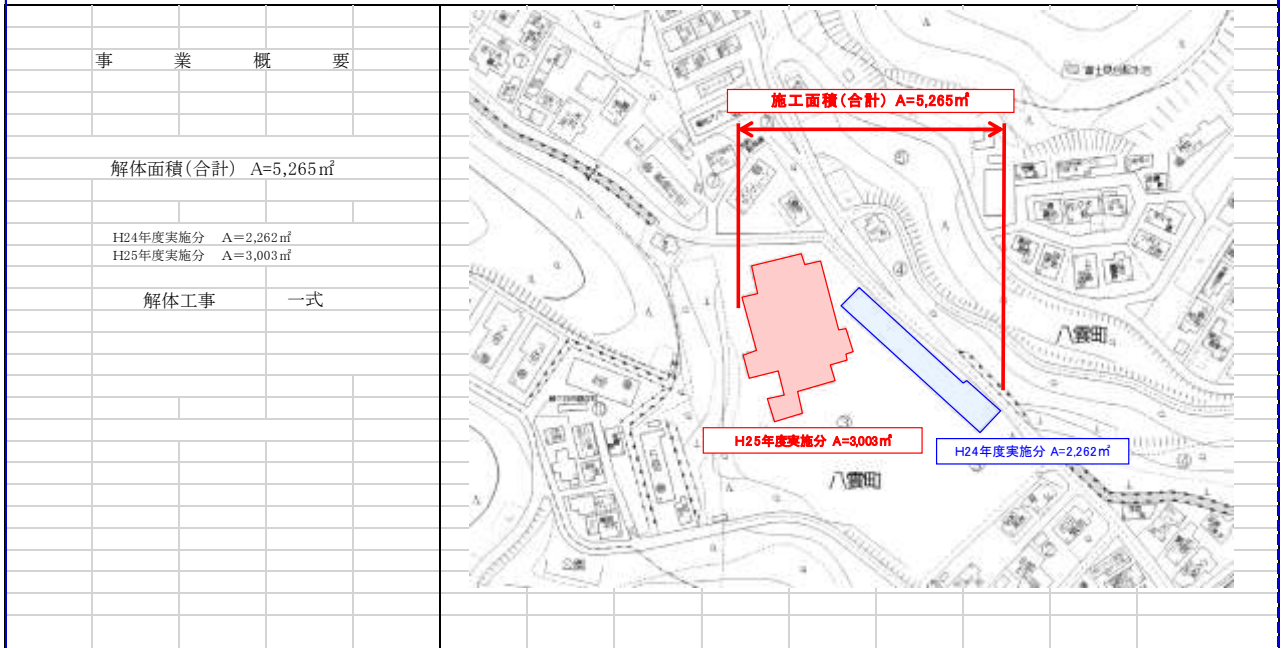 事 業 概 要
解体面積(合計) A=5,265㎡
H24年度実施分 A=2,262㎡
H25年度実施分 A=3,003㎡
解体工事 一式
施工面積(合計) A=5,265㎡
八雲町
H25年度実施分 A=3,003㎡
H24年度実施分 A=2,262㎡
八雲町
公園